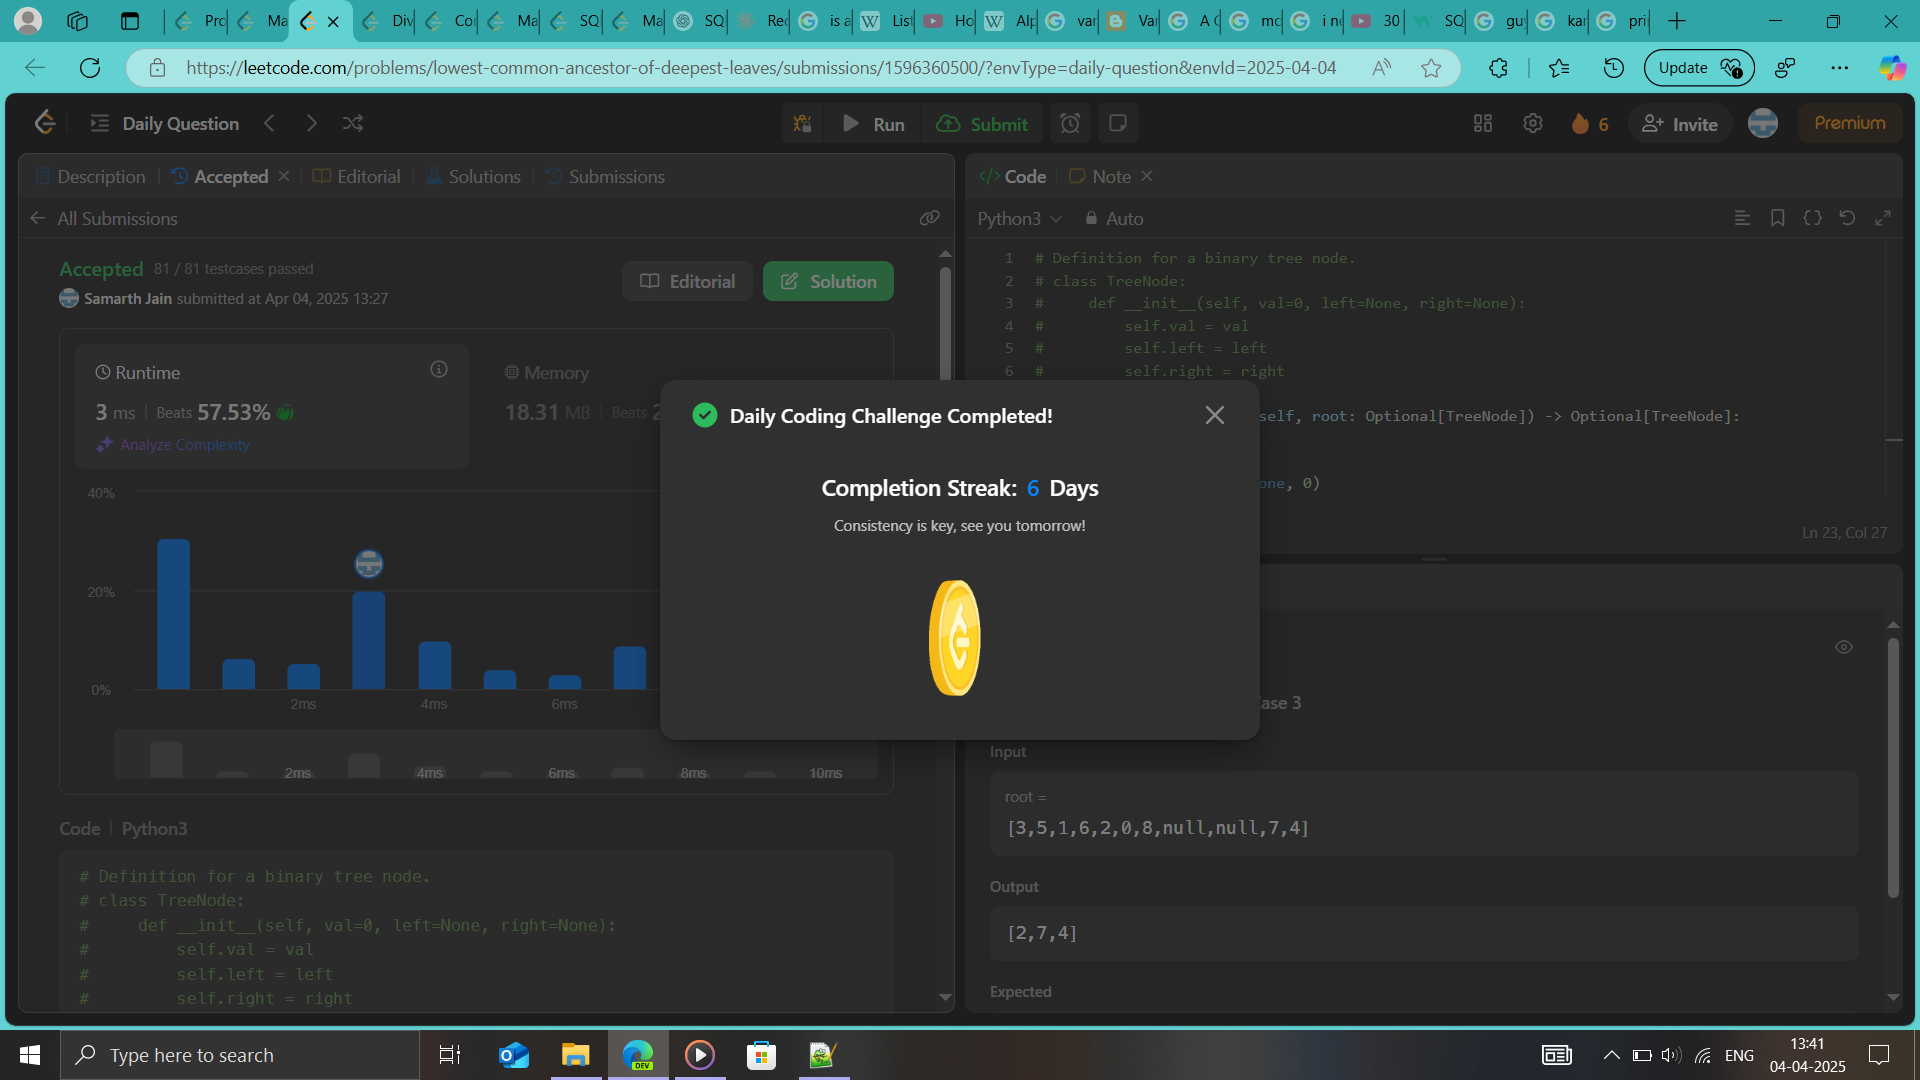 Pro
Ma
Div
Cor
Ma
SQ
Ma
SQ
Rec
is a
List
Ho
Alp
var
Var
A C
mo
i ne
30
SQ
guy
kar
pri
https://leetcode.com/problems/lowest-common-ancestor-of-deepest-leaves/submissions/1596360500/?envType=daily-question&envId=2025-04-04
Update
Daily Question
Run
Submit
6
Invite
Premium
Description
Accepted
Editorial
Solutions
Submissions
All Submissions
Accepted 81 / 81 testcases passed
Samarth Jain submitted at Apr 04, 2025 13:27
Editorial
Solution
Runtime
3 ms | Beats 57.53%
Analyze Complexity
Memory
18.31 MB | Beats 2
40%
20%
0%
2ms 4ms 6ms
2ms 4ms 6ms 8ms 10ms
Code | Python3
# Definition for a binary tree node.
# class TreeNode:
#     def __init__(self, val=0, left=None, right=None):
#         self.val = val
#         self.left = left
#         self.right = right
Daily Coding Challenge Completed!
Completion Streak: 6 Days
Consistency is key, see you tomorrow!
Code
Note
Python3
Auto
1 # Definition for a binary tree node.
2 # class TreeNode:
3 #     def __init__(self, val=0, left=None, right=None):
4 #         self.val = val
5 #         self.left = left
6 #         self.right = right
self, root: Optional[TreeNode]) -> Optional[TreeNode]:
one, 0)
Ln 23, Col 27
ase 3
Input
root =
[3,5,1,6,2,0,8,null,null,7,4]
Output
[2,7,4]
Expected
Type here to search
DEV
ENG
13:41
04-04-2025